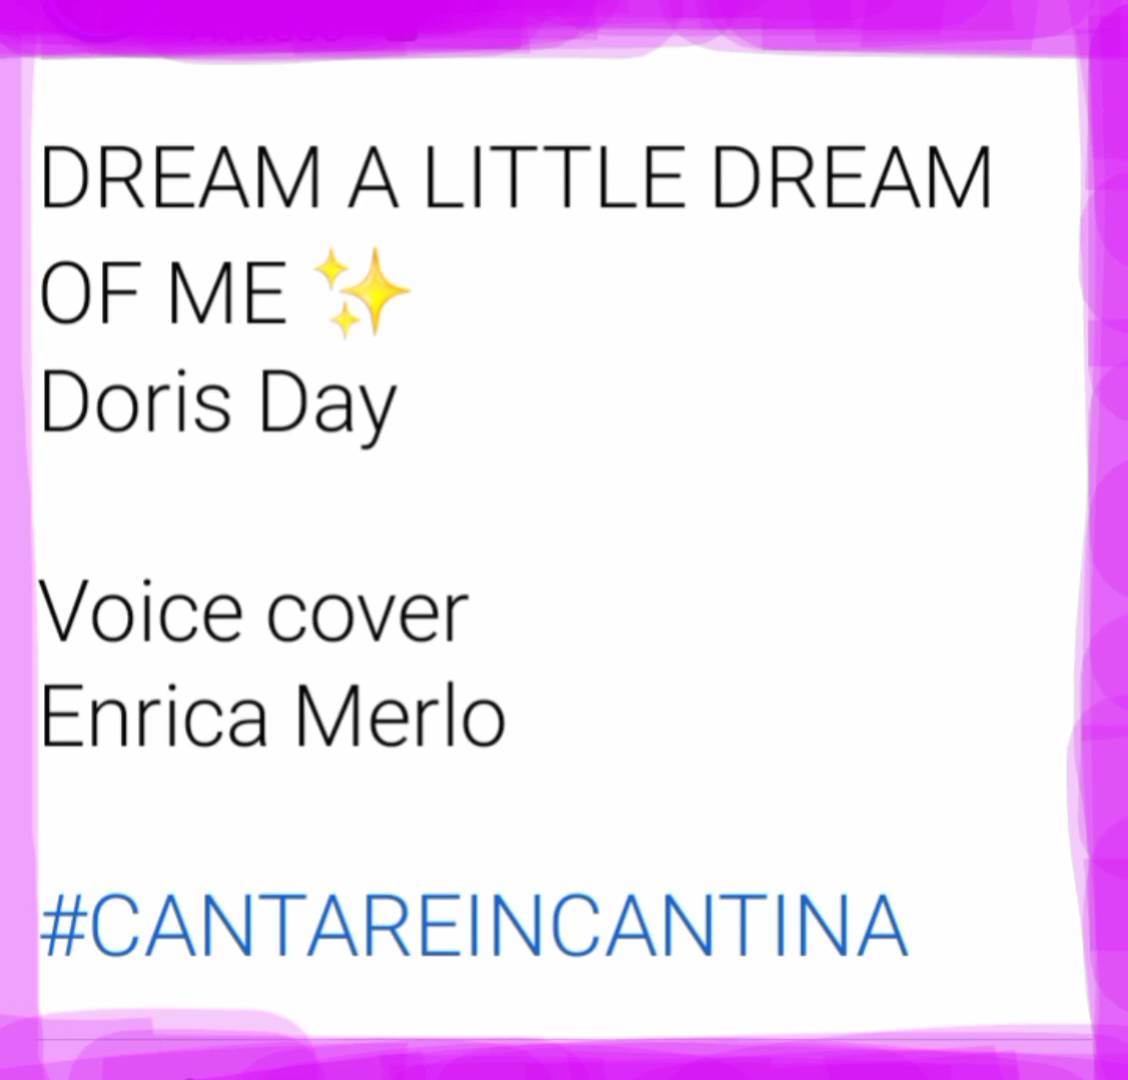 DREAM A LITTLE DREAM
OF ME ✨
Doris Day
Voice cover
Enrica Merlo
#CANTAREINCANTINA